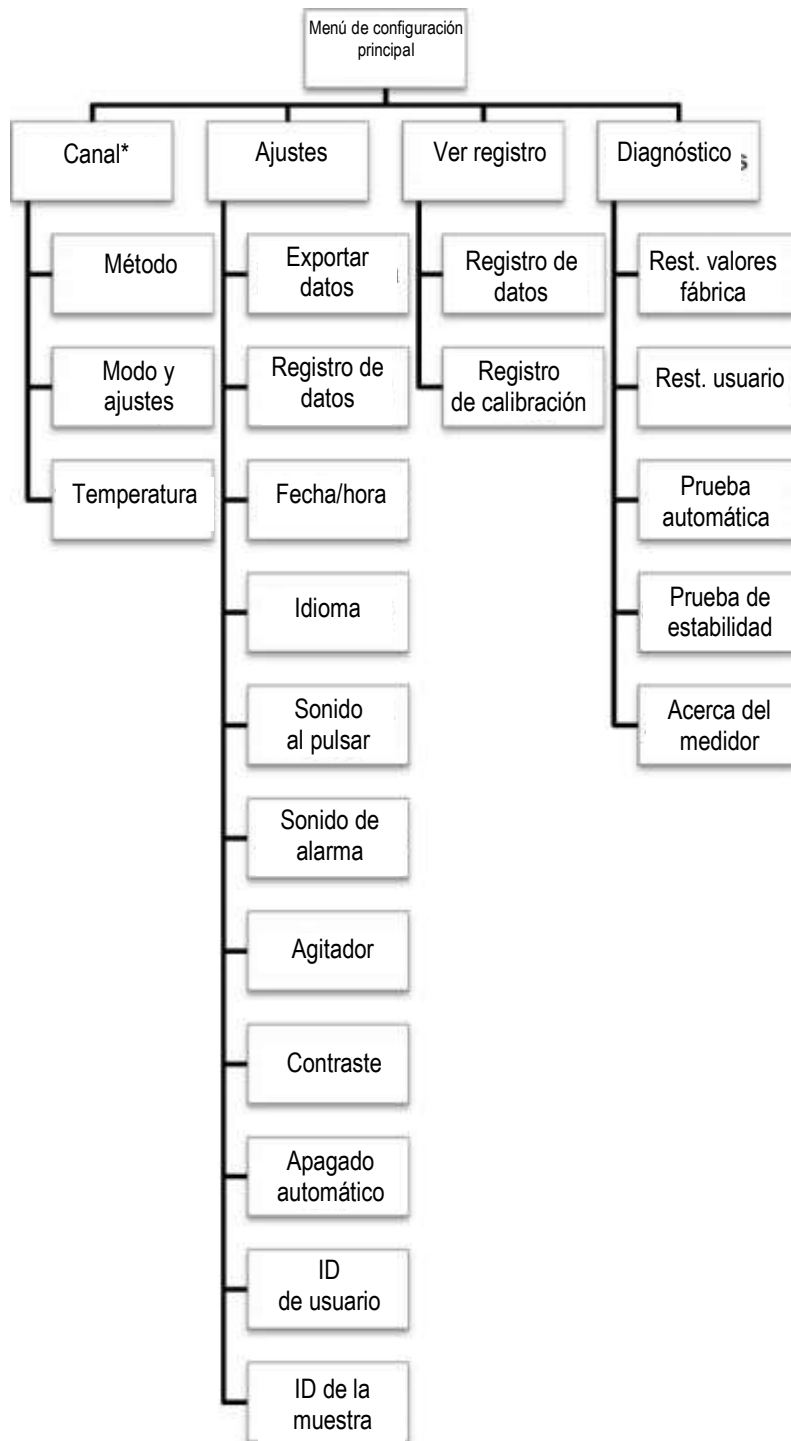 Menú de configuración
principal
Canal*
Ajustes
Ver registro
Diagnóstico
s
Método
Modo y
ajustes
Temperatura
Exportar
datos
Registro de
datos
Fecha/hora
Idioma
Sonido
al pulsar
Sonido de
alarma
Agitador
Contraste
Apagado
automático
ID
de usuario
ID de la
muestra
Registro de
datos
Registro
de calibración
Rest. valores
fábrica
Rest. usuario
Prueba
automática
Prueba de
estabilidad
Acerca del
medidor